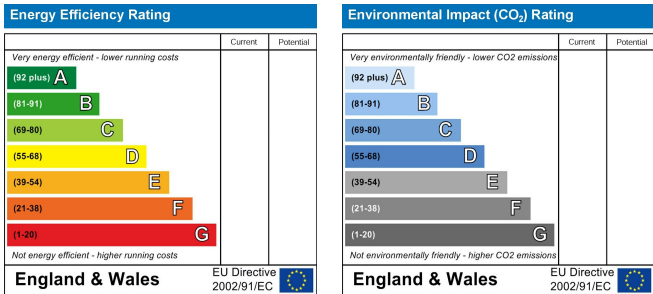 Energy Efficiency Rating
Current Potential
Very energy efficient - lower running costs
(92 plus) A
(81-91) B
(69-80) C
(55-68) D
(39-54) E
(21-38) F
(1-20) G
Not energy efficient - higher running costs
England & Wales
EU Directive
2002/91/EC
Environmental Impact (CO₂) Rating
Current Potential
Very environmentally friendly - lower CO2 emissions
(92 plus) A
(81-91) B
(69-80) C
(55-68) D
(39-54) E
(21-38) F
(1-20) G
Not environmentally friendly - higher CO2 emissions
England & Wales
EU Directive
2002/91/EC